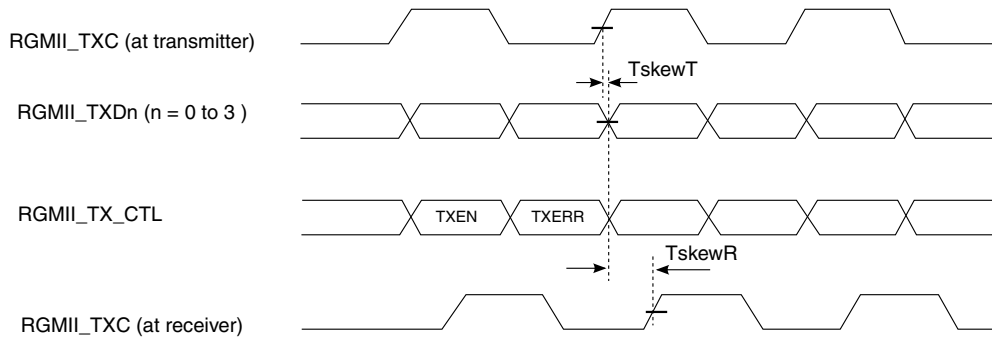 RGMII_TXC (at transmitter)
TskewT
RGMII_TXDn (n = 0 to 3 )
RGMII_TX_CTL
TXEN
TXERR
TskewR
RGMII_TXC (at receiver)